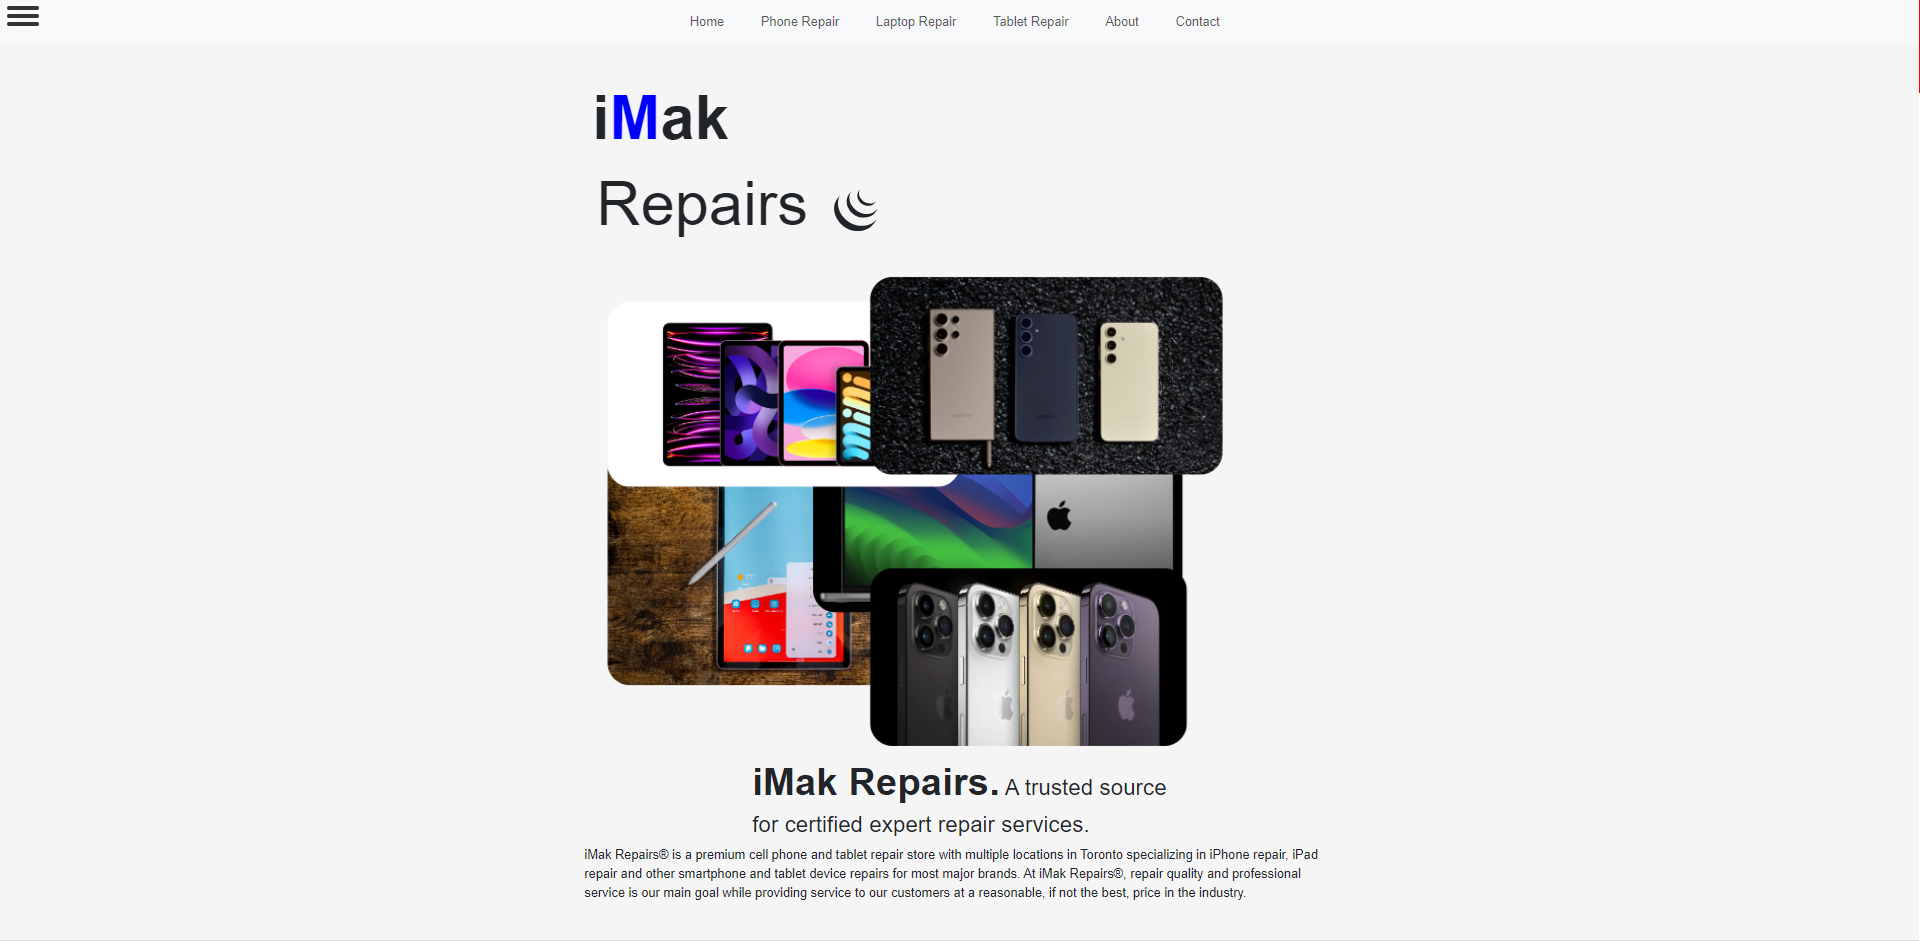 Home Phone Repair Laptop Repair Tablet Repair About Contact
iMak
Repairs
iMak Repairs. A trusted source
for certified expert repair services.
iMak Repairs® is a premium cell phone and tablet repair store with multiple locations in Toronto specializing in iPhone repair, iPad
repair and other smartphone and tablet device repairs for most major brands. At iMak Repairs®, repair quality and professional
service is our main goal while providing service to our customers at a reasonable, if not the best, price in the industry.